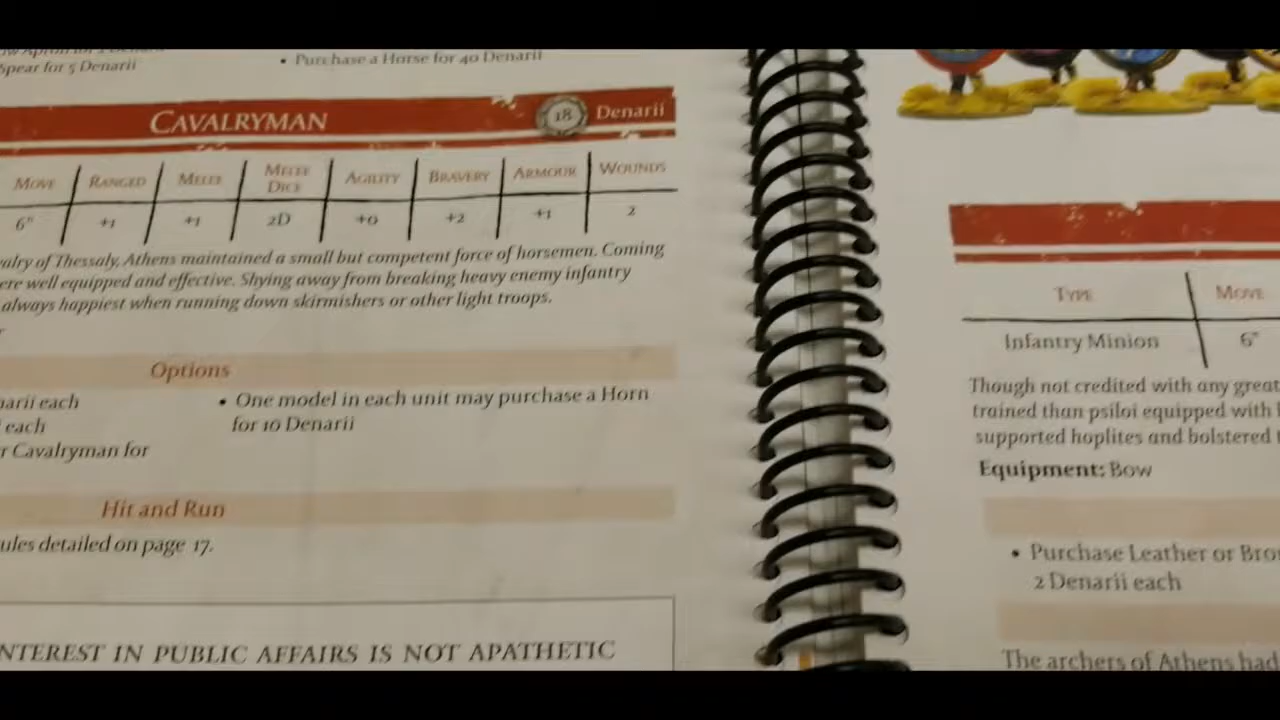 Spear for 5 Denarii
• Purchase a Horse for 40 Denarii
CAVALRYMAN
18 Denarii
MOVE RANGED MELEE MELEE DICE AGILITY BRAVERY ARMOUR WOUNDS
6" +1 +1 2D +0 +2 +1 2
alry of Thessaly, Athens maintained a small but competent force of horsemen. Coming
ere well equipped and effective. Shying away from breaking heavy enemy infantry
always happiest when running down skirmishers or other light troops.
Options
narii each
each
r Cavalryman for
• One model in each unit may purchase a Horn
for 10 Denarii
Hit and Run
ules detailed on page 17.
NTEREST IN PUBLIC AFFAIRS IS NOT APATHETIC
TYPE MOVE
Infantry Minion 6"
Though not credited with any great
trained than psiloi equipped with
supported hoplites and bolstered
Equipment: Bow
• Purchase Leather or Bro
2 Denarii each
The archers of Athens had